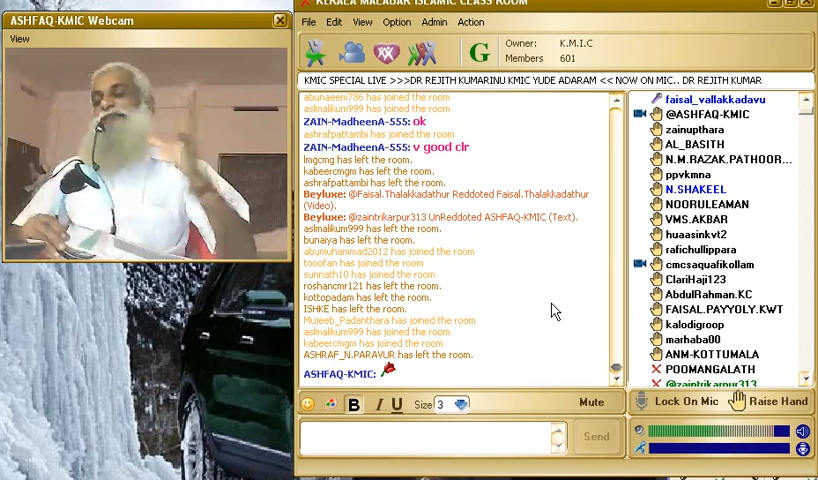 ASHFAQ-KMIC Webcam
View
KERALA MALABAR ISLAMIC CLASS ROOM
File Edit View Option Admin Action
G
Owner: K.M.I.C
Members 601
KMIC SPECIAL LIVE >>>DR REJITH KUMARINU KMIC YUDE ADARAM << NOW ON MIC.. DR REJITH KUMAR
abunaeem786 has joined the room
aslmalikum999 has joined the room
ZAIN-MadheenA-555: ok
ashrafpattambi has joined the room
ZAIN-MadheenA-555: v good clr
lmgcmg has left the room.
kabeercmgm has left the room.
ashrafpattambi has left the room.
Beyluxe: @Faisal.Thalakkadathur Reddoted Faisal.Thalakkadathur
(Video).
Beyluxe: @zaintrikarpur313 UnReddoted ASHFAQ-KMIC (Text).
aslmalikum999 has left the room.
bunaiya has left the room.
abumuhammad2012 has joined the room
tooofan has joined the room
sunnath10 has joined the room
roshancmr121 has left the room.
kottopadam has left the room.
ISHKE has left the room.
Mujeeb_Padanthara has joined the room
aslmalikum999 has joined the room
kabeercmgm has joined the room
ASHRAF_N.PARAVUR has left the room.
ASHFAQ-KMIC:
faisal_vallakkadavu
@ASHFAQ-KMIC
zainupthara
AL_BASITH
N.M.RAZAK.PATHOOR...
ppvkmna
N.SHAKEEL
NOORULEAMAN
VMS.AKBAR
huaasinkvt2
rafichullippara
cmcsaquafikollam
ClariHaji123
AbdulRahman.KC
FAISAL.PAYYOLY.KWT
kalodigroop
marhaba00
ANM-KOTTUMALA
POOMANGALATH
@zaintrikarpur313
B I U Size 3 Mute
Lock On Mic Raise Hand
Send